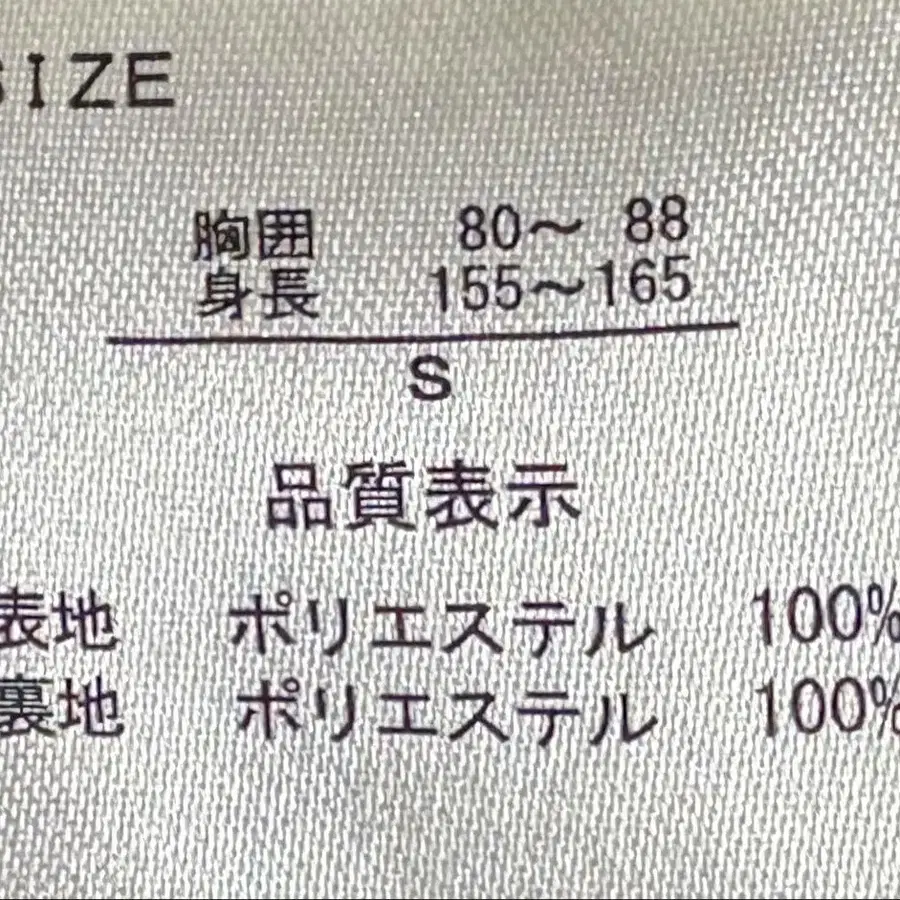 SIZE
胸囲 80～ 88
身長 155～165
S
品質表示
表地 ポリエステル 100%
裏地 ポリエステル 100%